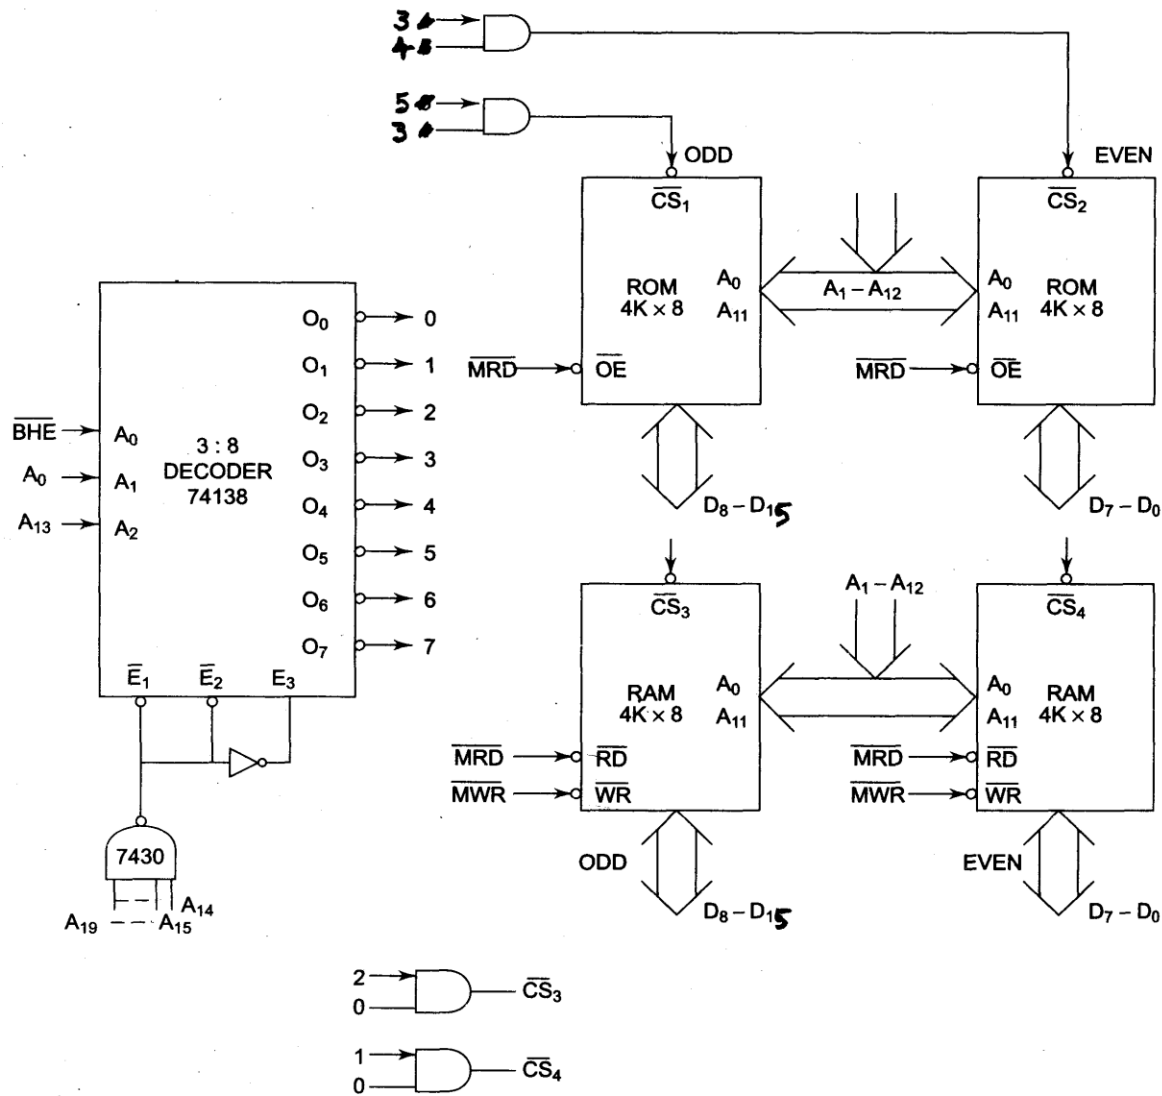 3
4
5
3
ODD
EVEN
CS1
CS2
ROM
4K × 8
A0
A11
A1 – A12
A0
A11
ROM
4K × 8
MRD
OE
MRD
OE
D8 – D15
D7 – D0
O0
0
O1
1
O2
2
O3
3
O4
4
O5
5
O6
6
O7
7
BHE
A0
A0
A1
A13
A2
3 : 8
DECODER
74138
E1
E2
E3
7430
A14
A19
A15
CS3
A1 – A12
CS4
RAM
4K × 8
A0
A11
A0
A11
RAM
4K × 8
MRD
RD
MRD
RD
MWR
WR
MWR
WR
ODD
EVEN
D8 – D15
D7 – D0
2
0
CS3
1
0
CS4